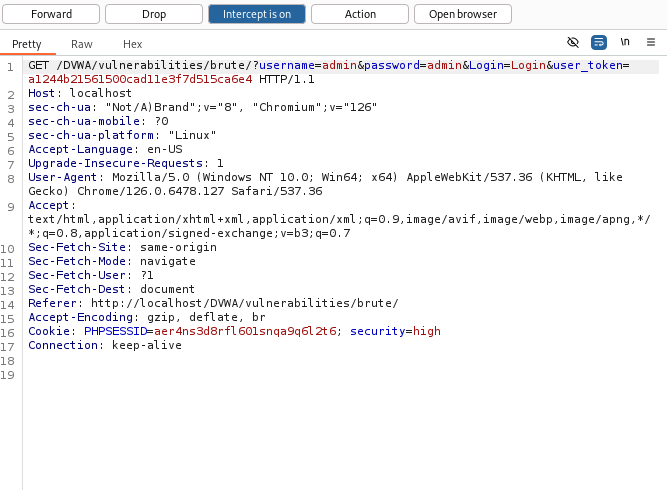 Forward Drop Intercept is on Action Open browser
Pretty Raw Hex \n
1 GET /DVWA/vulnerabilities/brute/?username=admin&password=admin&Login=Login&user_token=
a1244b21561500cad11e3f7d515ca6e4 HTTP/1.1
2 Host: localhost
3 sec-ch-ua: "Not/A)Brand";v="8", "Chromium";v="126"
4 sec-ch-ua-mobile: ?0
5 sec-ch-ua-platform: "Linux"
6 Accept-Language: en-US
7 Upgrade-Insecure-Requests: 1
8 User-Agent: Mozilla/5.0 (Windows NT 10.0; Win64; x64) AppleWebKit/537.36 (KHTML, like
Gecko) Chrome/126.0.6478.127 Safari/537.36
9 Accept:
text/html,application/xhtml+xml,application/xml;q=0.9,image/avif,image/webp,image/apng,*/
*;q=0.8,application/signed-exchange;v=b3;q=0.7
10 Sec-Fetch-Site: same-origin
11 Sec-Fetch-Mode: navigate
12 Sec-Fetch-User: ?1
13 Sec-Fetch-Dest: document
14 Referer: http://localhost/DVWA/vulnerabilities/brute/
15 Accept-Encoding: gzip, deflate, br
16 Cookie: PHPSESSID=aer4ns3d8rfl601snqa9q6l2t6; security=high
17 Connection: keep-alive
18
19